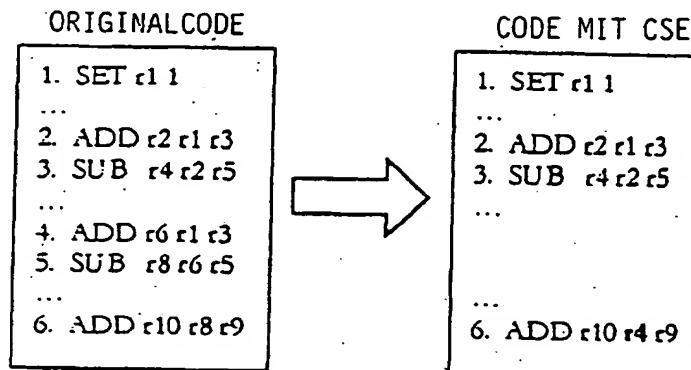 ORIGINALCODE
1. SET r1 1
...
2. ADD r2 r1 r3
3. SUB r4 r2 r5
...
4. ADD r6 r1 r3
5. SUB r8 r6 r5
...
6. ADD r10 r8 r9
CODE MIT CSE
1. SET r1 1
...
2. ADD r2 r1 r3
3. SUB r4 r2 r5
...
...
6. ADD r10 r4 r9